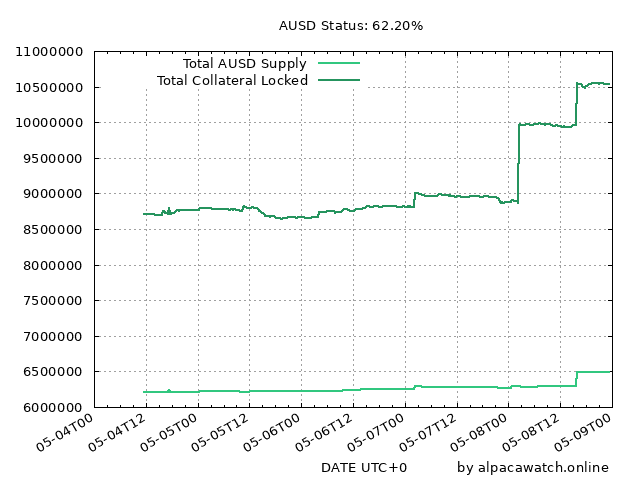 AUSD Status: 62.20%
11000000
10500000
10000000
9500000
9000000
8500000
8000000
7500000
7000000
6500000
6000000
Total AUSD Supply
Total Collateral Locked
05-04T00
05-04T12
05-05T00
05-05T12
05-06T00
05-06T12
05-07T00
05-07T12
05-08T00
05-08T12
05-09T00
DATE UTC+0
by alpacawatch.online